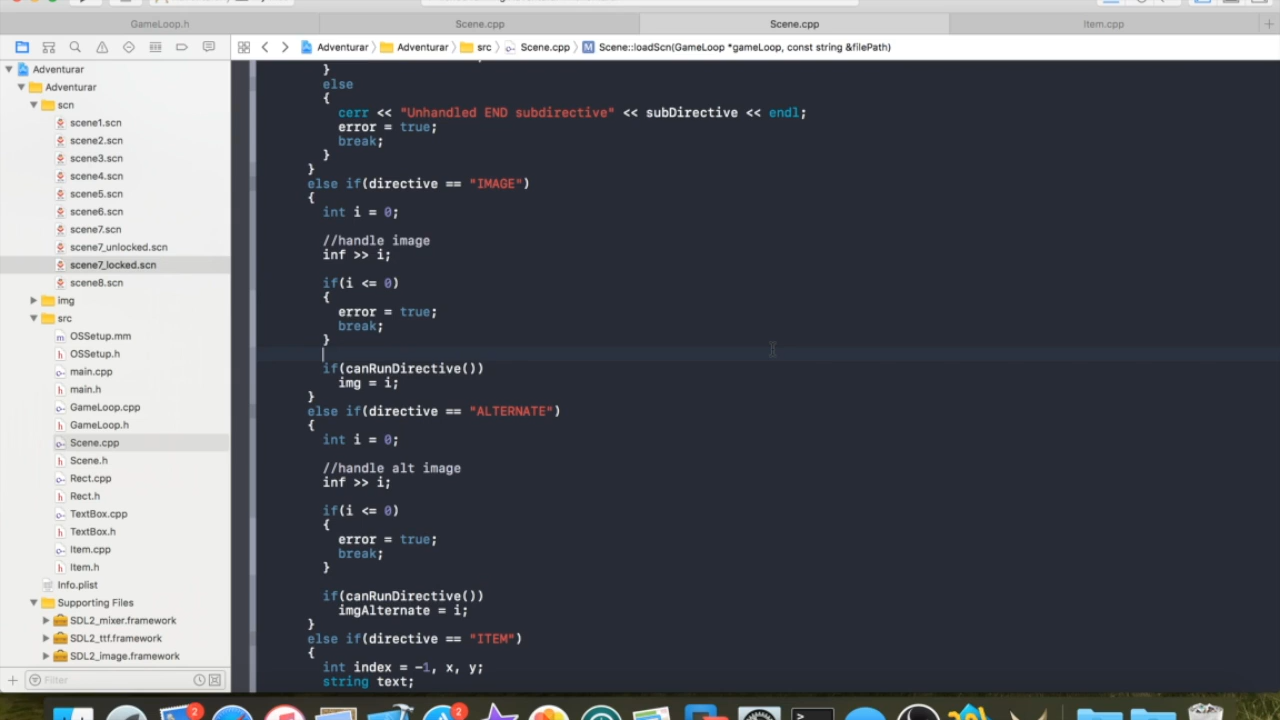 GameLoop.h
Scene.cpp
Scene.cpp
Item.cpp
Adventurar
Adventurar
src
Scene.cpp
M
Scene::loadScn(GameLoop *gameLoop, const string &filePath)
Adventurar
Adventurar
scn
scene1.scn
scene2.scn
scene3.scn
scene4.scn
scene5.scn
scene6.scn
scene7.scn
scene7_unlocked.scn
scene7_locked.scn
scene8.scn
img
src
m OSSetup.mm
h OSSetup.h
main.cpp
h main.h
GameLoop.cpp
h GameLoop.h
Scene.cpp
h Scene.h
Rect.cpp
h Rect.h
TextBox.cpp
h TextBox.h
Item.cpp
h Item.h
Info.plist
Supporting Files
SDL2_mixer.framework
SDL2_ttf.framework
SDL2_image.framework
Filter
}
else
{
cerr << "Unhandled END subdirective" << subDirective << endl;
error = true;
break;
}
}
else if(directive == "IMAGE")
{
int i = 0;
//handle image
inf >> i;
if(i <= 0)
{
error = true;
break;
}
if(canRunDirective())
img = i;
}
else if(directive == "ALTERNATE")
{
int i = 0;
//handle alt image
inf >> i;
if(i <= 0)
{
error = true;
break;
}
if(canRunDirective())
imgAlternate = i;
}
else if(directive == "ITEM")
{
int index = -1, x, y;
string text;
2
2